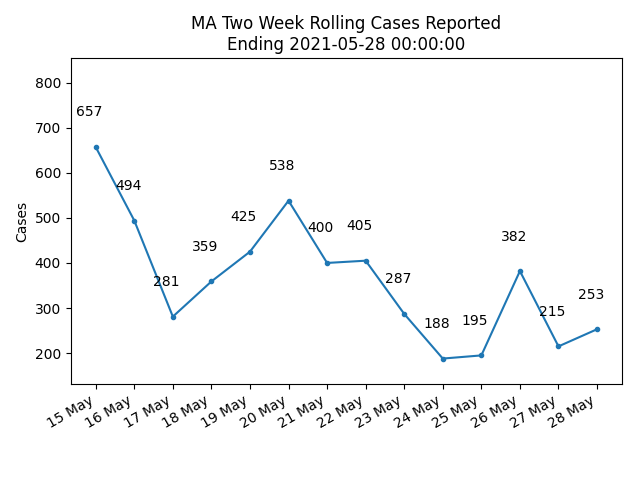 MA Two Week Rolling Cases Reported
Ending 2021-05-28 00:00:00
Cases
800
700
600
500
400
300
200
657
494
281
359
425
538
400
405
287
188
195
382
215
253
15 May
16 May
17 May
18 May
19 May
20 May
21 May
22 May
23 May
24 May
25 May
26 May
27 May
28 May